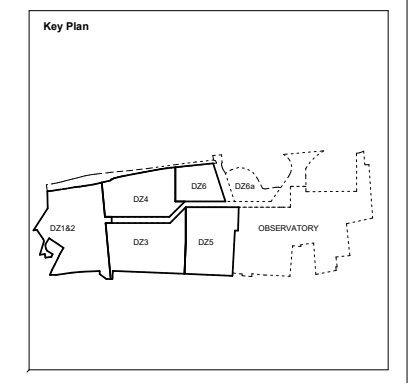 Key Plan
DZ6
DZ6a
DZ4
DZ1&2
OBSERVATORY
DZ3
DZ5